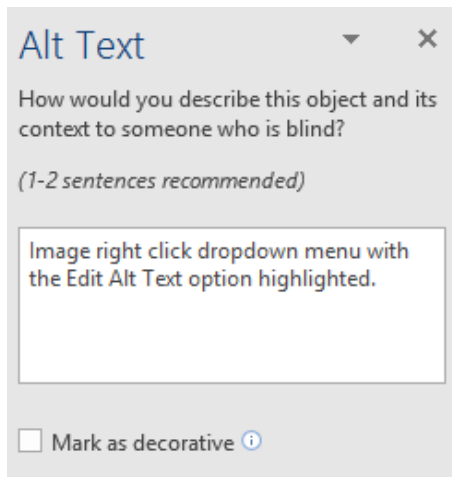 Alt Text
How would you describe this object and its
context to someone who is blind?
(1-2 sentences recommended)
Image right click dropdown menu with
the Edit Alt Text option highlighted.
Mark as decorative